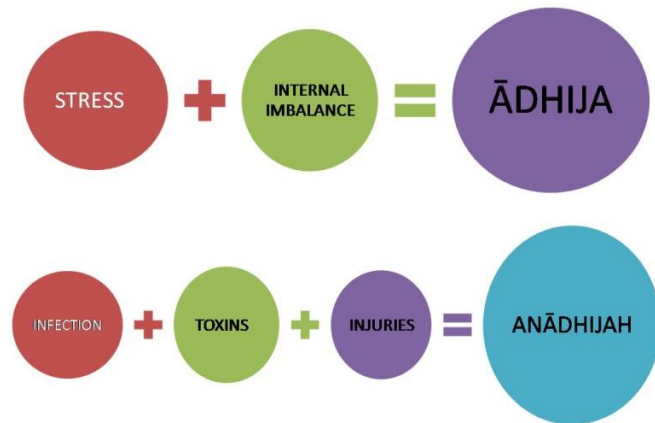 STRESS
INTERNAL
IMBALANCE
ĀDHIJA
INFECTION
TOXINS
INJURIES
ANĀDHIJAH